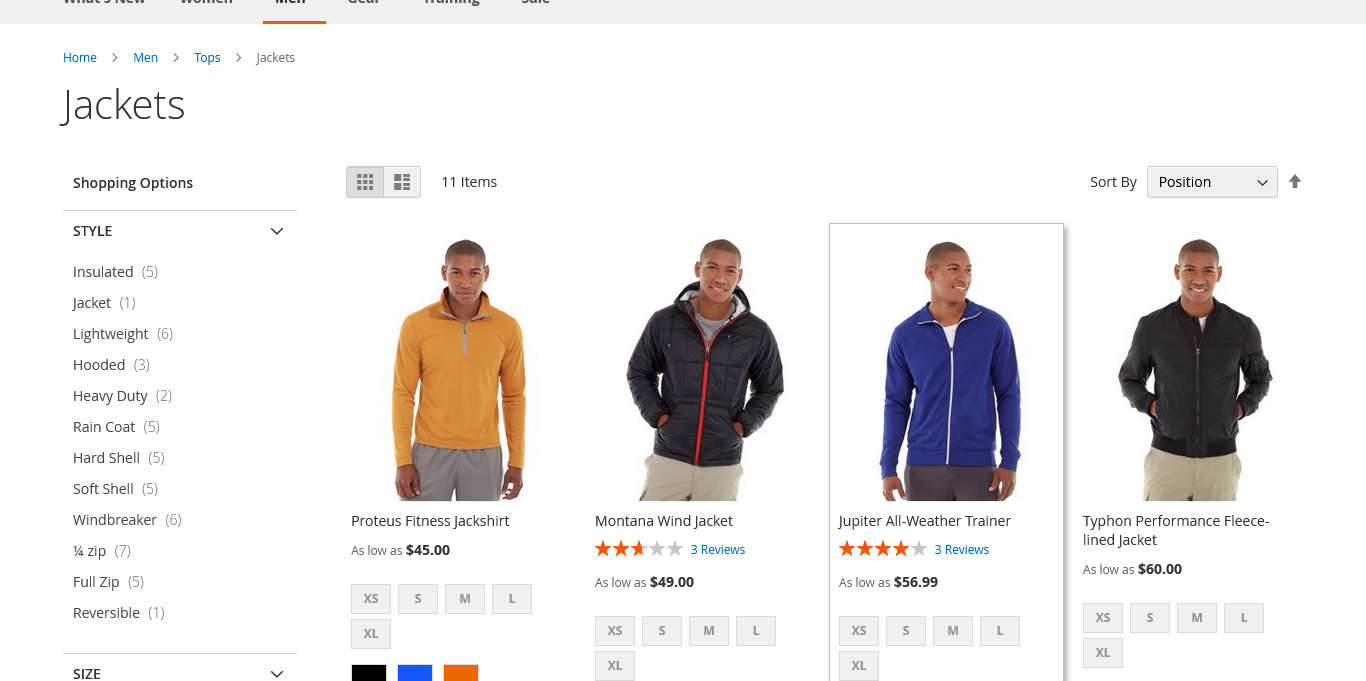 What's New Women Men Gear Training Sale
Home Men Tops Jackets
Jackets
Shopping Options
11 Items
Sort By Position
STYLE
Insulated (5)
Jacket (1)
Lightweight (6)
Hooded (3)
Heavy Duty (2)
Rain Coat (5)
Hard Shell (5)
Soft Shell (5)
Windbreaker (6)
¼ zip (7)
Full Zip (5)
Reversible (1)
SIZE
Proteus Fitness Jackshirt
As low as $45.00
XS S M L
XL
Montana Wind Jacket
3 Reviews
As low as $49.00
XS S M L
XL
Jupiter All-Weather Trainer
3 Reviews
As low as $56.99
XS S M L
XL
Typhon Performance Fleece-
lined Jacket
As low as $60.00
XS S M L
XL